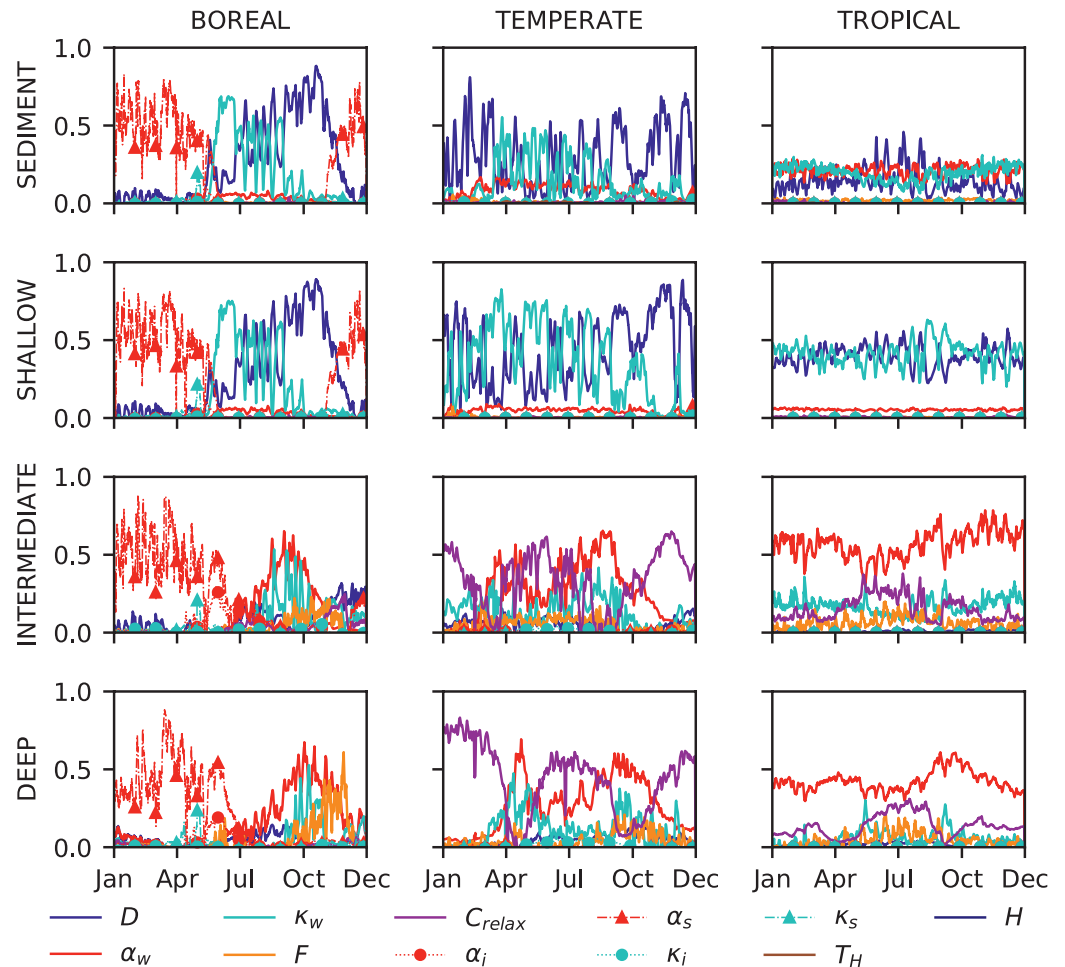 BOREAL TEMPERATE TROPICAL
SEDIMENT
1.0
0.5
0.0
SHALLOW
1.0
0.5
0.0
INTERMEDIATE
1.0
0.5
0.0
DEEP
1.0
0.5
0.0
Jan Apr Jul Oct Dec Jan Apr Jul Oct Dec Jan Apr Jul Oct Dec
D κw Crelax αs κs H
αw F αi κi TH